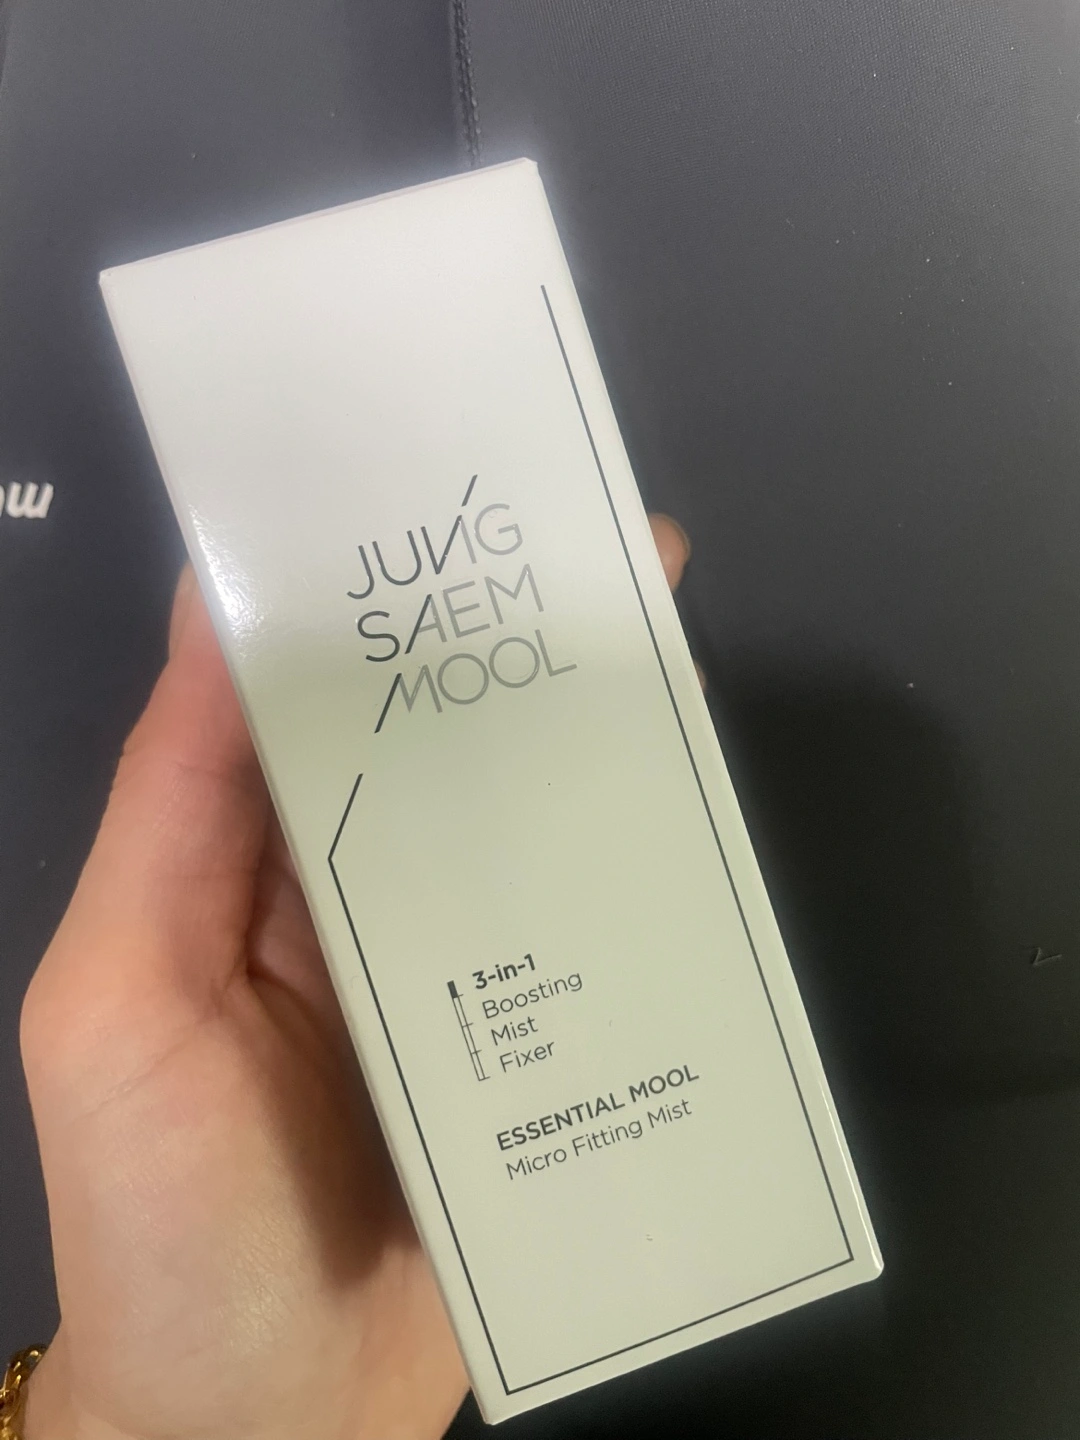 JUNG
SAEM
MOOL
3-in-1
Boosting
Mist
Fixer
ESSENTIAL MOOL
Micro Fitting Mist